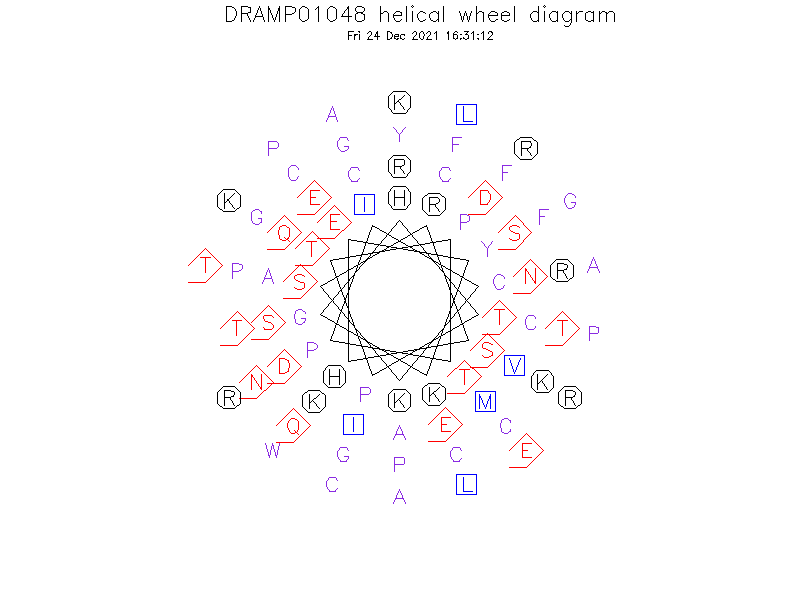 DRAMP01048 helical wheel diagram
Fri 24 Dec 2021 16:31:12
K
A L
Y
P G F R
R
C C C F
E H D
K I R G
G F
E P
Q S
T Y
T A
P R
A N
S C
G T
S C
T T
P
P S
D V
H T
N K
R P K R
K K M
Q I E C
A
W G C E
P
C L
A